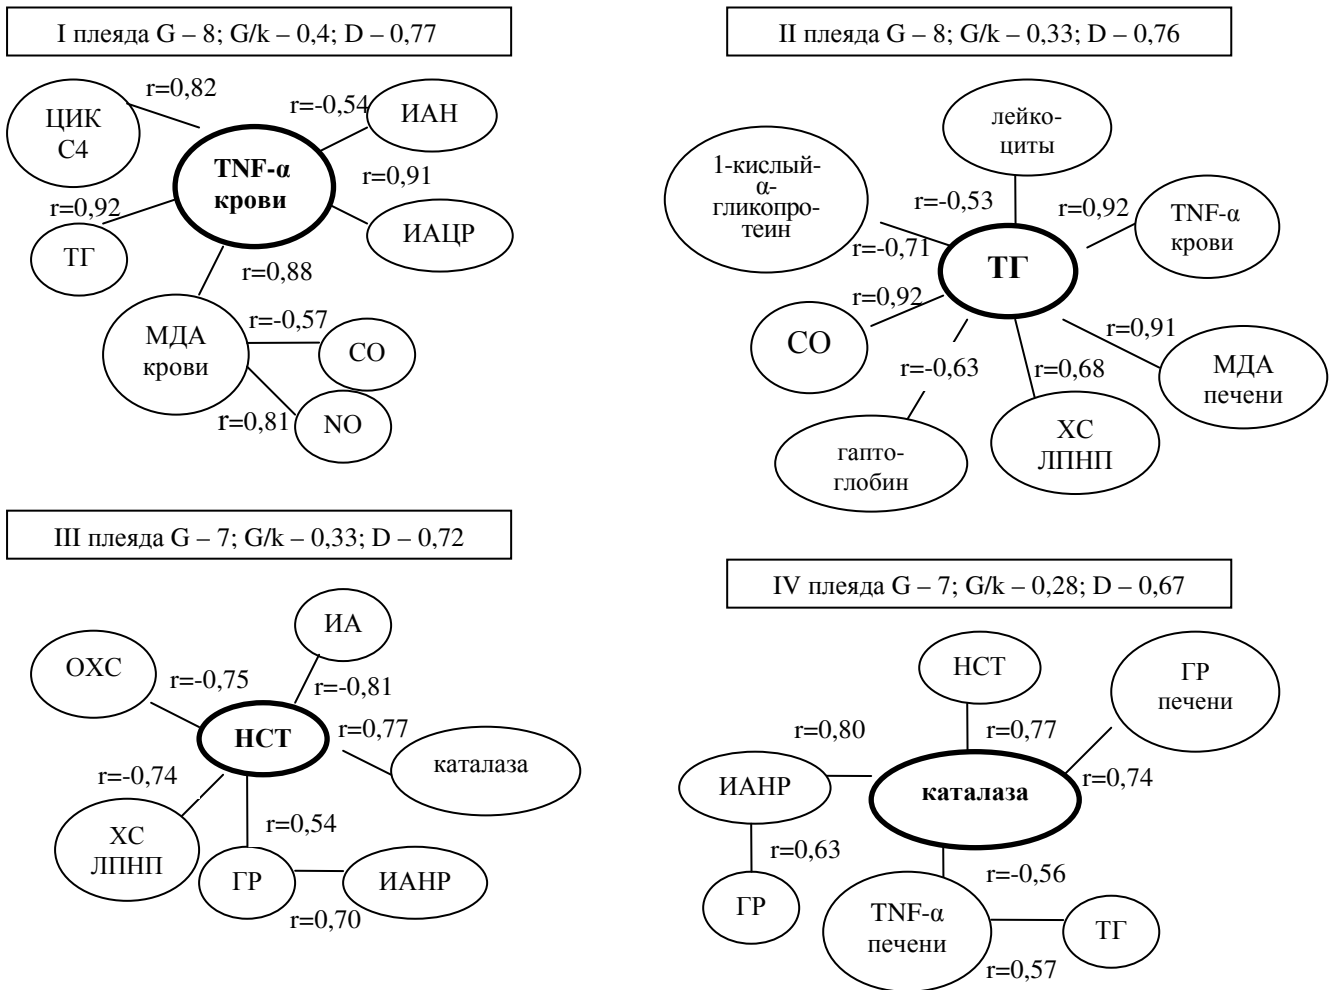 I плеяда G – 8; G/k – 0,4; D – 0,77
r=0,82
ЦИК
С4
r=-0,54
ИАН
TNF-α
крови
r=0,91
ИАЦР
r=0,92
ТГ
r=0,88
МДА
крови
r=-0,57
СО
r=0,81
NO
II плеяда G – 8; G/k – 0,33; D – 0,76
лейко-
циты
1-кислый-
α-
гликопро-
теин
r=-0,53
r=0,92
TNF-α
крови
r=-0,71
ТГ
r=0,92
СО
r=0,91
МДА
печени
r=-0,63
r=0,68
гапто-
глобин
ХС
ЛПНП
III плеяда G – 7; G/k – 0,33; D – 0,72
ИА
ОХС
r=-0,75
r=-0,81
НСТ
r=0,77
каталаза
r=-0,74
ХС
ЛПНП
r=0,54
ГР
ИАНР
r=0,70
IV плеяда G – 7; G/k – 0,28; D – 0,67
НСТ
ГР
печени
r=0,80
r=0,77
r=0,74
ИАНР
каталаза
r=0,63
r=-0,56
ГР
TNF-α
печени
ТГ
r=0,57